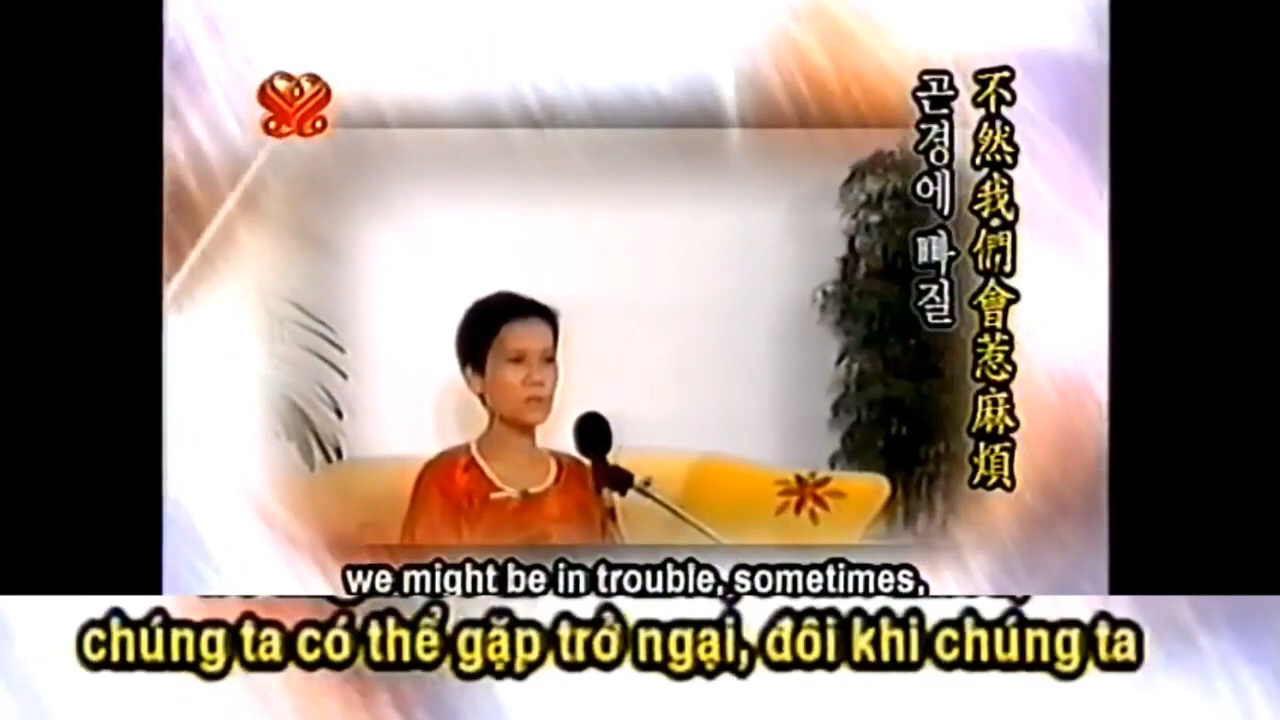 不然我們會惹麻煩
곤경에 빠질
we might be in trouble, sometimes,
chúng ta có thể gặp trở ngại, đôi khi chúng ta